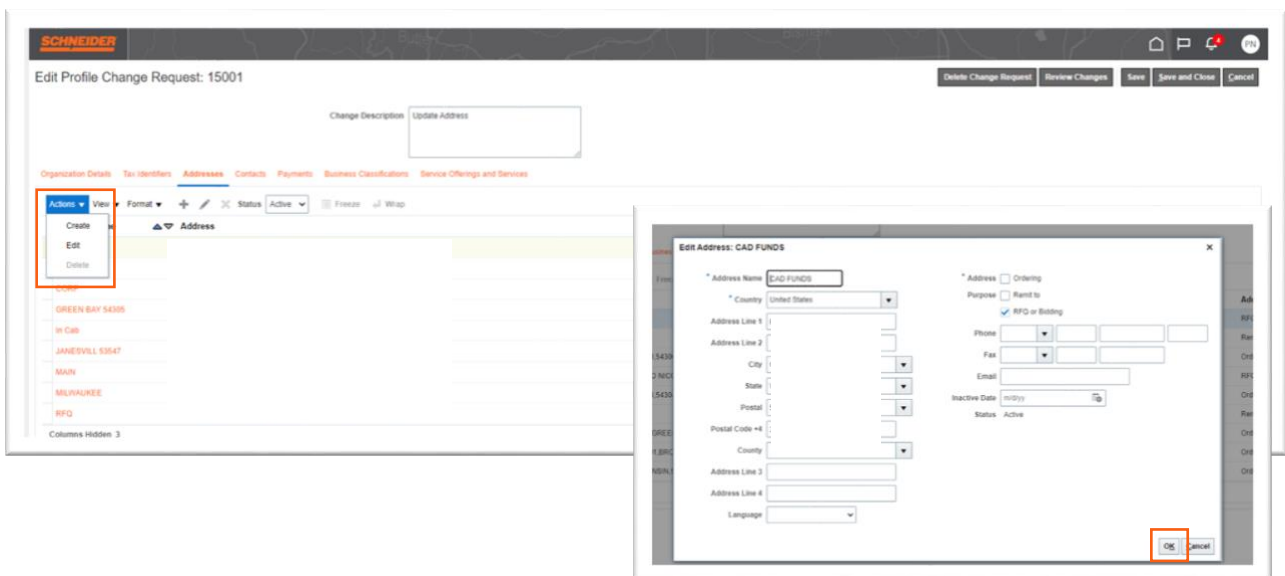 SCHNEIDER
4
PN
Edit Profile Change Request: 15001
Delete Change Request Review Changes Save Save and Close Cancel
Change Description Update Address
Organization Details Tax Identifiers Addresses Contacts Payments Business Classifications Service Offerings and Services
Actions View Format Status Active Freeze Wrap
Create
Address
Edit
Delete
CORP
GREEN BAY 54305
In Cab
JANESVILL 53547
MAIN
MILWAUKEE
RFQ
Columns Hidden 3
Edit Address: CAD FUNDS
* Address Name CAD FUNDS
* Country United States
Address Line 1
Address Line 2
City
State
Postal
Postal Code +4
County
Address Line 3
Address Line 4
Language
* Address Purpose
Ordering
Remit to
RFQ or Bidding
Phone
Fax
Email
Inactive Date m/d/yy
Status Active
OK Cancel